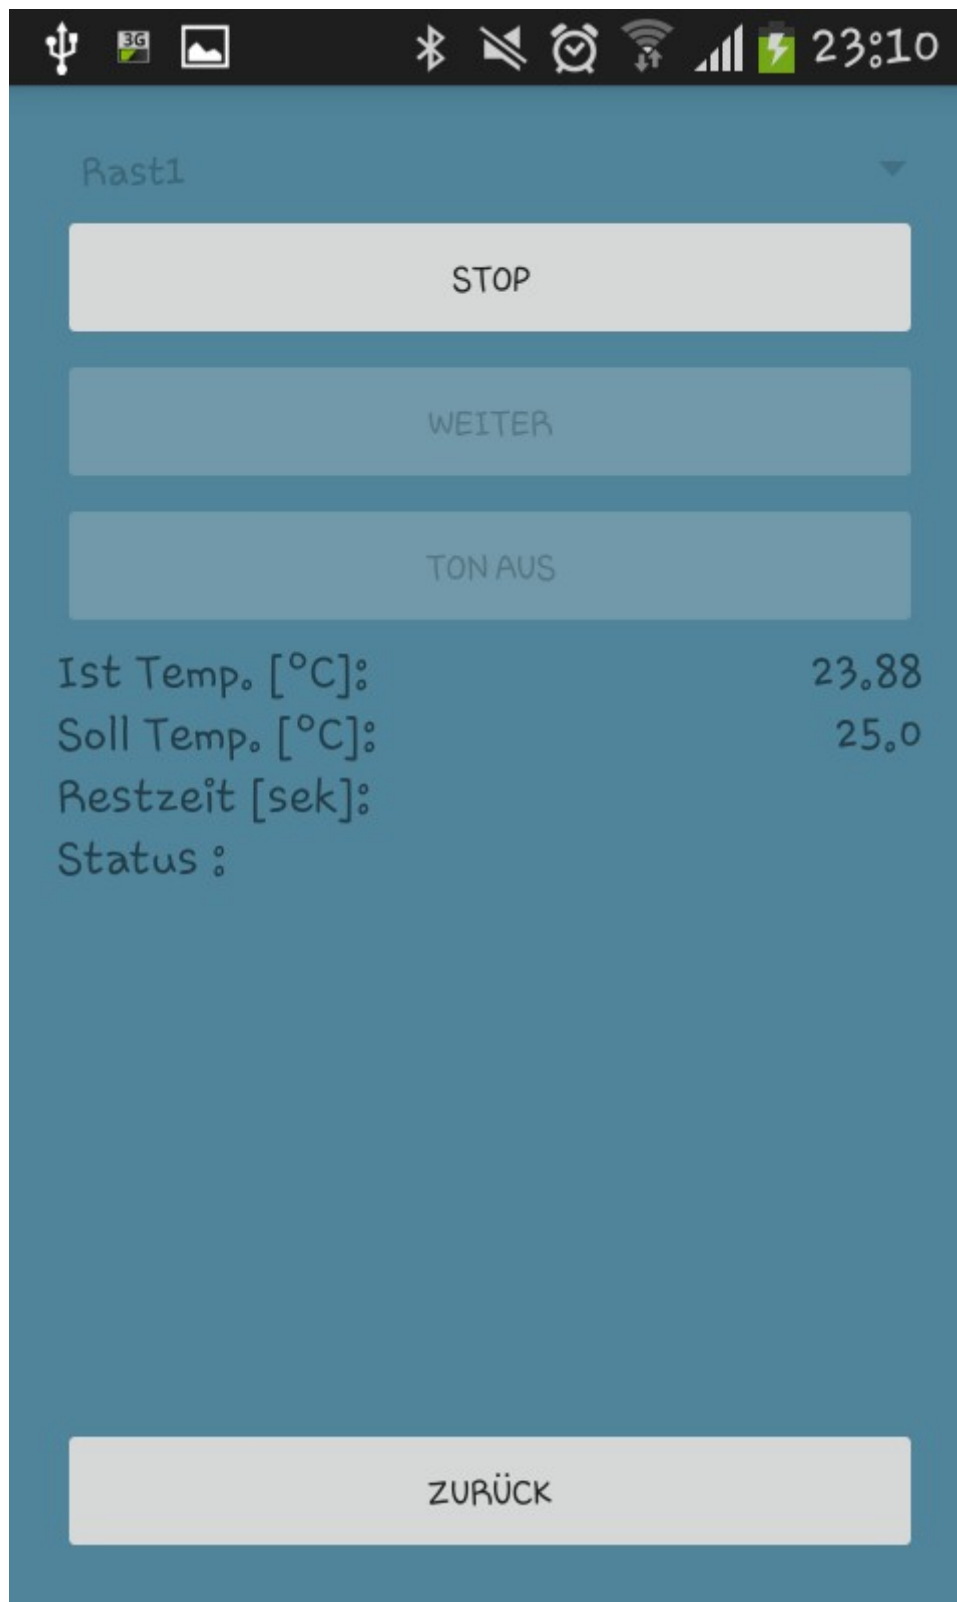 3G 23:10
Rast1
STOP
WEITER
TON AUS
Ist Temp. [°C]: 23.88
Soll Temp. [°C]: 25.0
Restzeit [sek]:
Status :
ZURÜCK